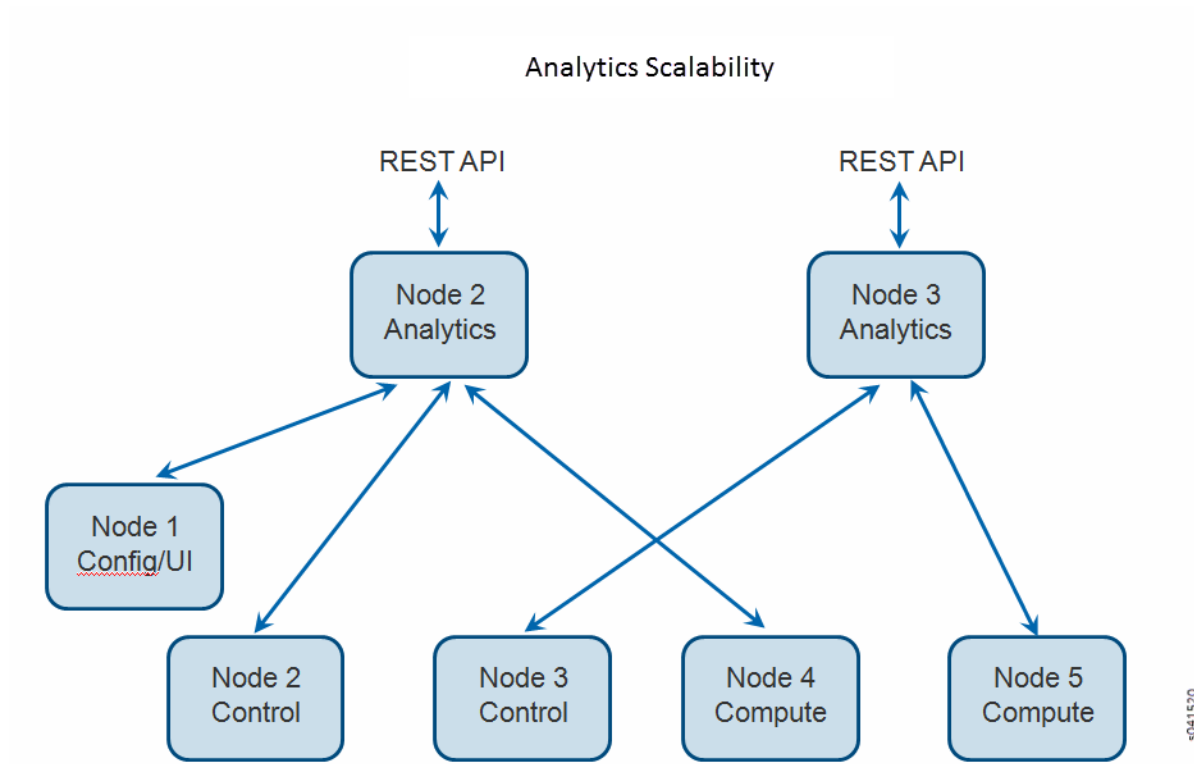 Analytics Scalability
REST API
REST API
Node 2
Analytics
Node 3
Analytics
Node 1
Config/UI
Node 2
Control
Node 3
Control
Node 4
Compute
Node 5
Compute
s041520